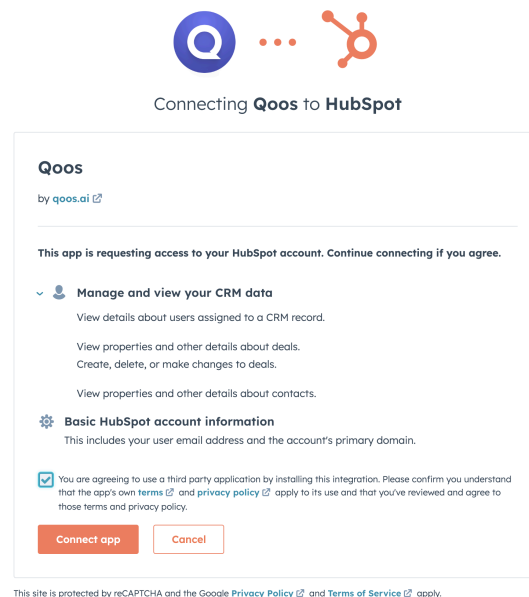 Connecting Qoos to HubSpot
Qoos
by qoos.ai
This app is requesting access to your HubSpot account. Continue connecting if you agree.
Manage and view your CRM data
View details about users assigned to a CRM record.
View properties and other details about deals.
Create, delete, or make changes to deals.
View properties and other details about contacts.
Basic HubSpot account information
This includes your user email address and the account's primary domain.
You are agreeing to use a third party application by installing this integration. Please confirm you understand
that the app's own terms and privacy policy apply to its use and that you've reviewed and agree to
those terms and privacy policy.
Connect app Cancel
This site is protected by reCAPTCHA and the Google Privacy Policy and Terms of Service apply.